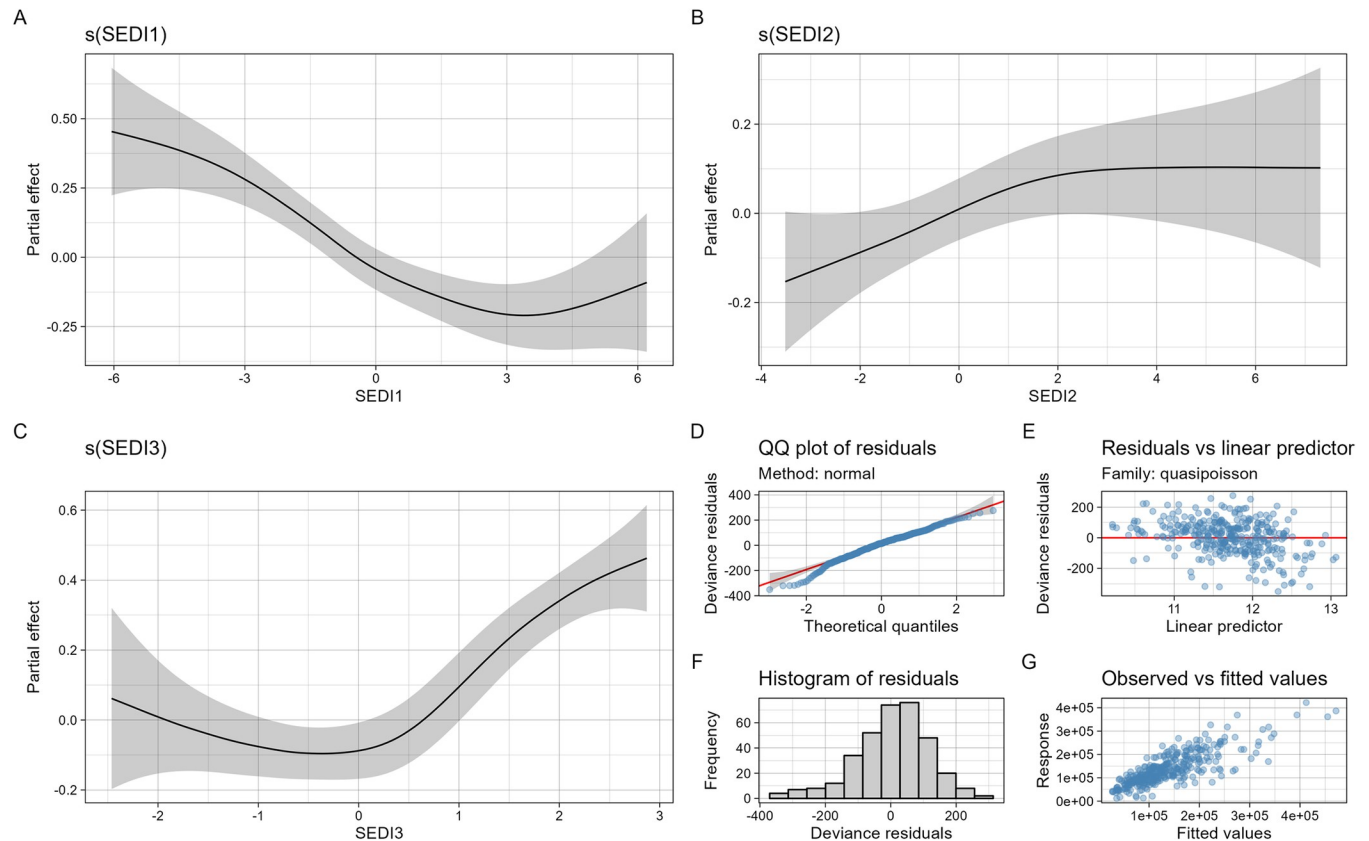 A
s(SEDI1)
Partial effect
0.50
0.25
0.00
-0.25
-6 -3 0 3 6
SEDI1
B
s(SEDI2)
Partial effect
0.2
0.0
-0.2
-4 -2 0 2 4 6
SEDI2
C
s(SEDI3)
Partial effect
0.6
0.4
0.2
0.0
-0.2
-2 -1 0 1 2 3
SEDI3
D
QQ plot of residuals
Method: normal
Deviance residuals
400
200
0
-200
-400
-2 0 2
Theoretical quantiles
E
Residuals vs linear predictor
Family: quasipoisson
Deviance residuals
200
0
-200
11 12 13
Linear predictor
F
Histogram of residuals
Frequency
60
40
20
0
-400 -200 0 200
Deviance residuals
G
Observed vs fitted values
Response
4e+05
3e+05
2e+05
1e+05
0e+00
1e+05 2e+05 3e+05 4e+05
Fitted values